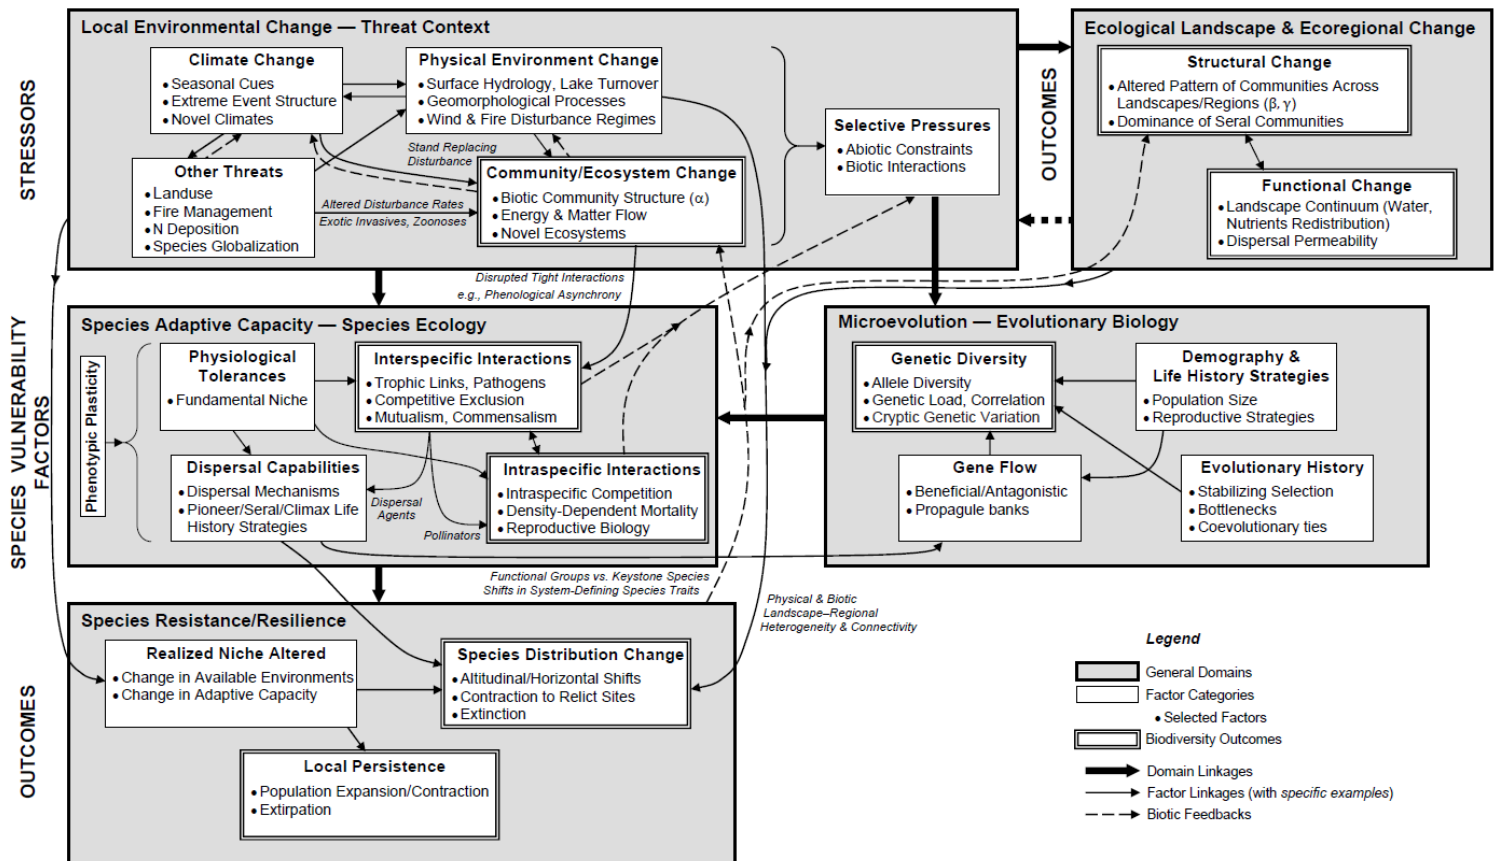 Local Environmental Change — Threat Context
Climate Change
• Seasonal Cues
• Extreme Event Structure
• Novel Climates
Physical Environment Change
• Surface Hydrology, Lake Turnover
• Geomorphological Processes
• Wind & Fire Disturbance Regimes
Other Threats
• Landuse
• Fire Management
• N Deposition
• Species Globalization
Stand Replacing
Disturbance
Altered Disturbance Rates
Exotic Invasives, Zoonoses
Community/Ecosystem Change
• Biotic Community Structure (α)
• Energy & Matter Flow
• Novel Ecosystems
Selective Pressures
• Abiotic Constraints
• Biotic Interactions
STRESSORS
OUTCOMES
Ecological Landscape & Ecoregional Change
Structural Change
• Altered Pattern of Communities Across
Landscapes/Regions (β, γ)
• Dominance of Seral Communities
Functional Change
• Landscape Continuum (Water,
Nutrients Redistribution)
• Dispersal Permeability
Disrupted Tight Interactions
e.g., Phenological Asynchrony
SPECIES VULNERABILITY
FACTORS
Species Adaptive Capacity — Species Ecology
Phenotypic Plasticity
Physiological
Tolerances
• Fundamental Niche
Interspecific Interactions
• Trophic Links, Pathogens
• Competitive Exclusion
• Mutualism, Commensalism
Dispersal Capabilities
• Dispersal Mechanisms
• Pioneer/Seral/Climax Life
History Strategies
Dispersal
Agents
Pollinators
Intraspecific Interactions
• Intraspecific Competition
• Density-Dependent Mortality
• Reproductive Biology
Microevolution — Evolutionary Biology
Genetic Diversity
• Allele Diversity
• Genetic Load, Correlation
• Cryptic Genetic Variation
Demography &
Life History Strategies
• Population Size
• Reproductive Strategies
Gene Flow
• Beneficial/Antagonistic
• Propagule banks
Evolutionary History
• Stabilizing Selection
• Bottlenecks
• Coevolutionary ties
Functional Groups vs. Keystone Species
Shifts in System-Defining Species Traits
Physical & Biotic
Landscape–Regional
Heterogeneity & Connectivity
OUTCOMES
Species Resistance/Resilience
Realized Niche Altered
• Change in Available Environments
• Change in Adaptive Capacity
Species Distribution Change
• Altitudinal/Horizontal Shifts
• Contraction to Relict Sites
• Extinction
Local Persistence
• Population Expansion/Contraction
• Extirpation
Legend
General Domains
Factor Categories
• Selected Factors
Biodiversity Outcomes
Domain Linkages
Factor Linkages (with specific examples)
Biotic Feedbacks